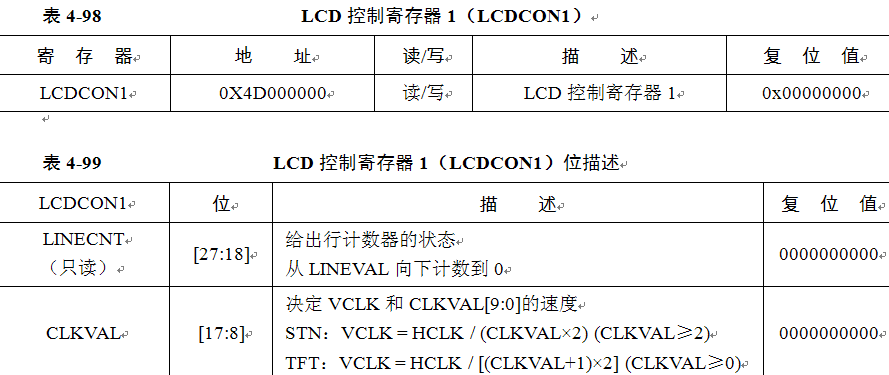 表 4-98 LCD 控制寄存器 1（LCDCON1）
寄 存 器 地 址 读/写 描 述 复 位 值
LCDCON1 0X4D000000 读/写 LCD 控制寄存器 1 0x00000000
表 4-99 LCD 控制寄存器 1（LCDCON1）位描述
LCDCON1 位 描 述 复 位 值
LINECNT
（只读）
[27:18]
给出行计数器的状态
从 LINEVAL 向下计数到 0
0000000000
CLKVAL
[17:8]
决定 VCLK 和 CLKVAL[9:0]的速度
STN：VCLK = HCLK / (CLKVAL×2) (CLKVAL≥2)
TFT：VCLK = HCLK / [(CLKVAL+1)×2] (CLKVAL≥0)
0000000000